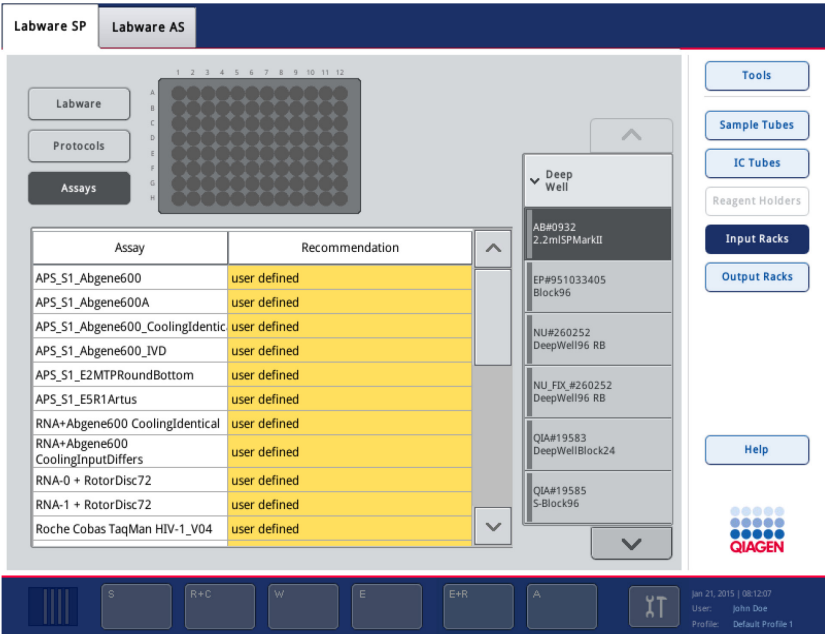 Labware SP
Labware AS
Labware
Protocols
Assays
1 2 3 4 5 6 7 8 9 10 11 12
A
B
C
D
E
F
G
H
Assay Recommendation
APS_S1_Abgene600 user defined
APS_S1_Abgene600A user defined
APS_S1_Abgene600_CoolingIdentic user defined
APS_S1_Abgene600_IVD user defined
APS_S1_E2MTPRoundBottom user defined
APS_S1_E5R1Artus user defined
RNA+Abgene600 CoolingIdentical user defined
RNA+Abgene600
CoolingInputDiffers user defined
RNA-0 + RotorDisc72 user defined
RNA-1 + RotorDisc72 user defined
Roche Cobas TaqMan HIV-1_V04 user defined
Deep
Well
AB#0932
2.2mlSPMarkII
EP#951033405
Block96
NU#260252
DeepWell96 RB
NU_FIX_#260252
DeepWell96 RB
QIA#19583
DeepWellBlock24
QIA#19585
S-Block96
Tools
Sample Tubes
IC Tubes
Reagent Holders
Input Racks
Output Racks
Help
QIAGEN
S
R+C
W
E
E+R
A
Jan 21, 2015 | 08:12:07
User: John Doe
Profile: Default Profile 1